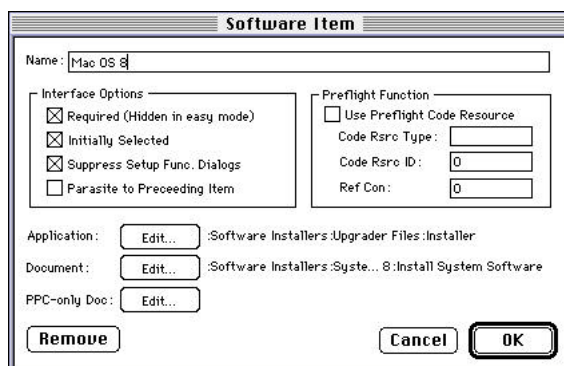 Software Item
Name: Mac OS 8
Interface Options
Required (Hidden in easy mode)
Initially Selected
Suppress Setup Func. Dialogs
Parasite to Preceeding Item
Preflight Function
Use Preflight Code Resource
Code Rsrc Type:
Code Rsrc ID: 0
Ref Con: 0
Application: Edit... :Software Installers:Upgrader Files:Installer
Document: Edit... :Software Installers:Syste... 8:Install System Software
PPC-only Doc: Edit...
Remove Cancel OK